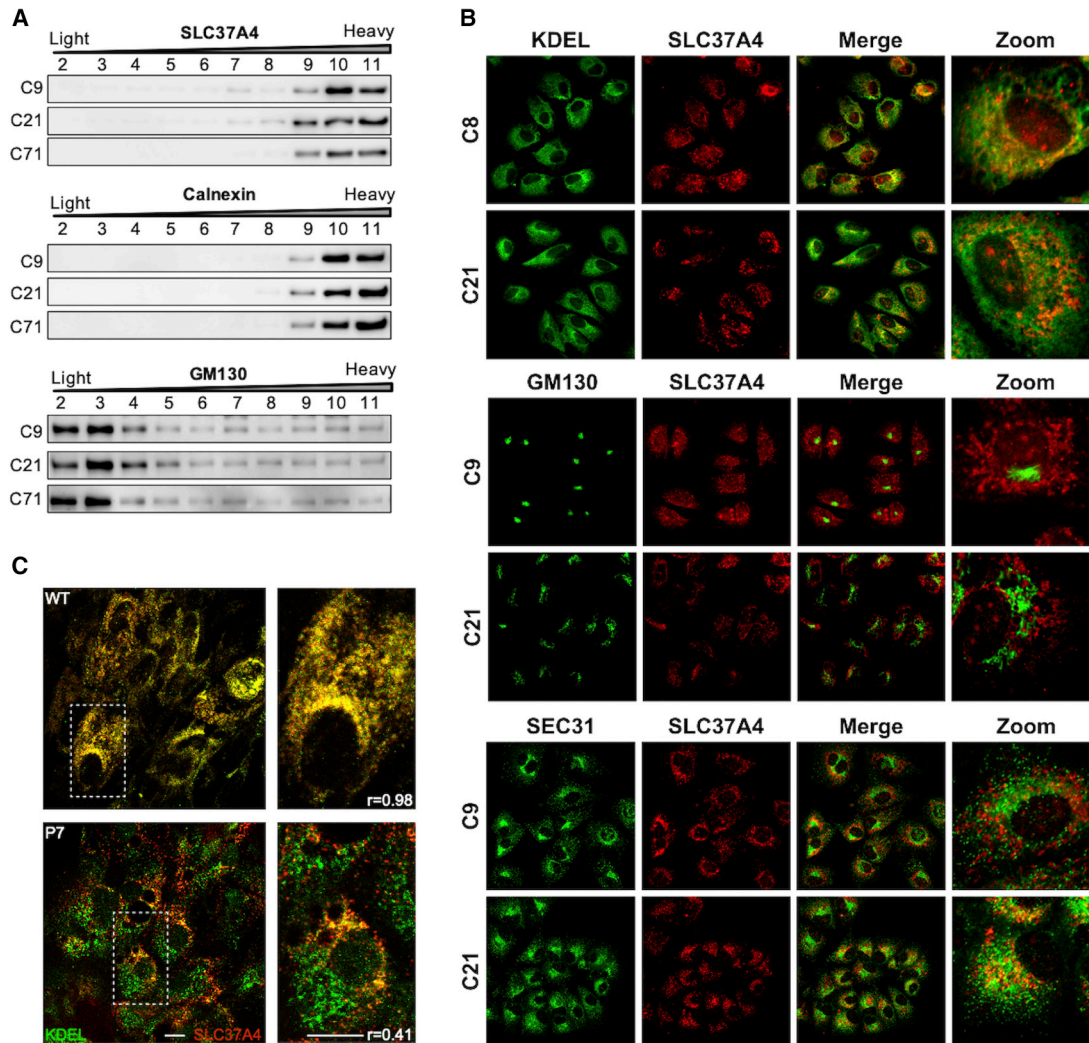 A
SLC37A4
Light Heavy
2 3 4 5 6 7 8 9 10 11
C9
C21
C71
Calnexin
Light Heavy
2 3 4 5 6 7 8 9 10 11
C9
C21
C71
GM130
Light Heavy
2 3 4 5 6 7 8 9 10 11
C9
C21
C71
B
KDEL SLC37A4 Merge Zoom
C8
C21
GM130 SLC37A4 Merge Zoom
C9
C21
SEC31 SLC37A4 Merge Zoom
C9
C21
C
WT
r=0.98
P7
KDEL SLC37A4
r=0.41